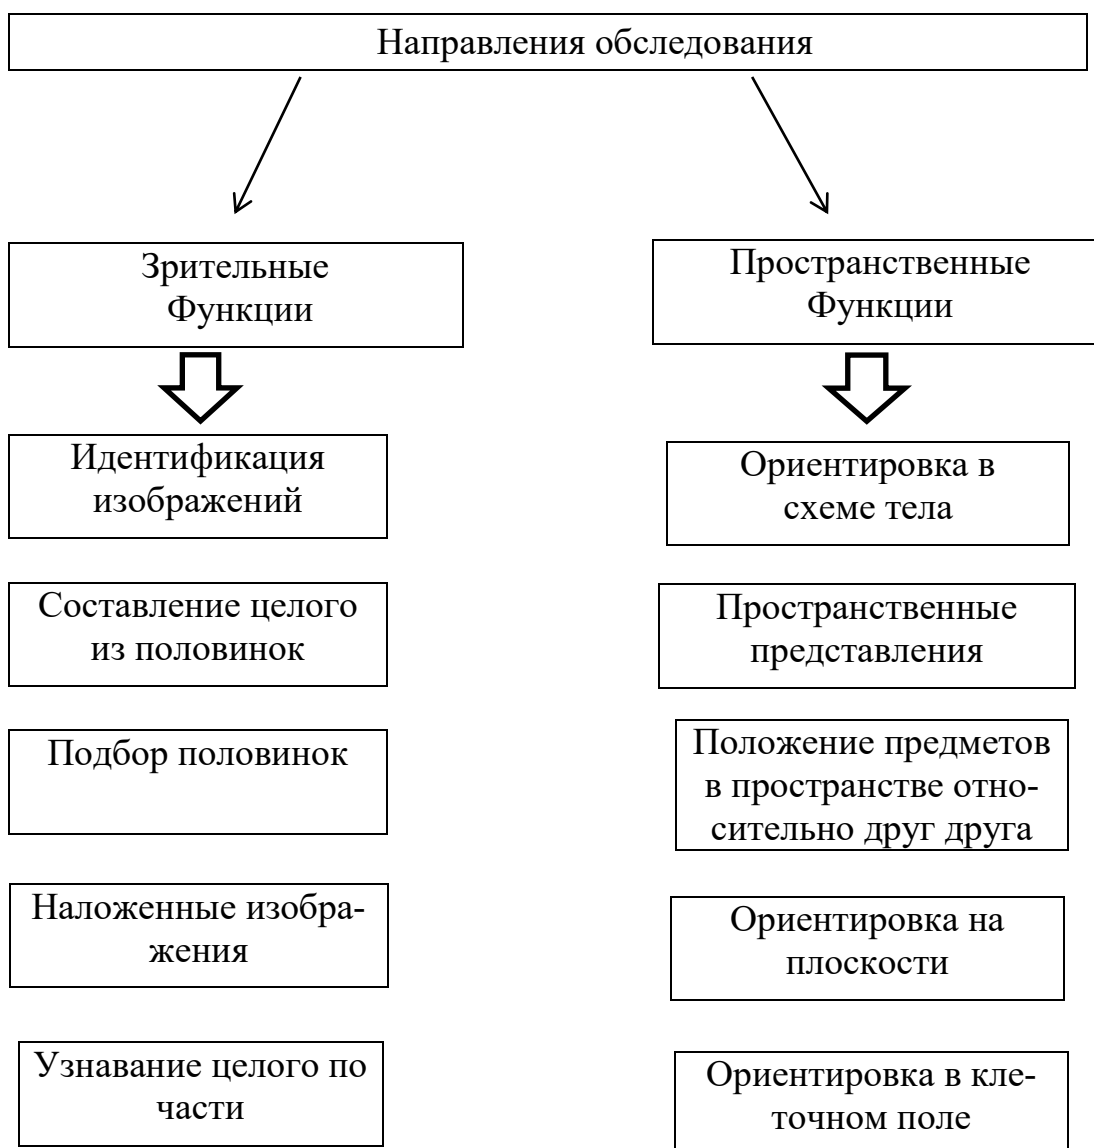 Направления обследования
Зрительные
Функции
Пространственные
Функции
Идентификация
изображений
Ориентировка в
схеме тела
Составление целого
из половинок
Пространственные
представления
Подбор половинок
Положение предметов
в пространстве отно-
сительно друг друга
Наложенные изобра-
жения
Ориентировка на
плоскости
Узнавание целого по
части
Ориентировка в кле-
точном поле